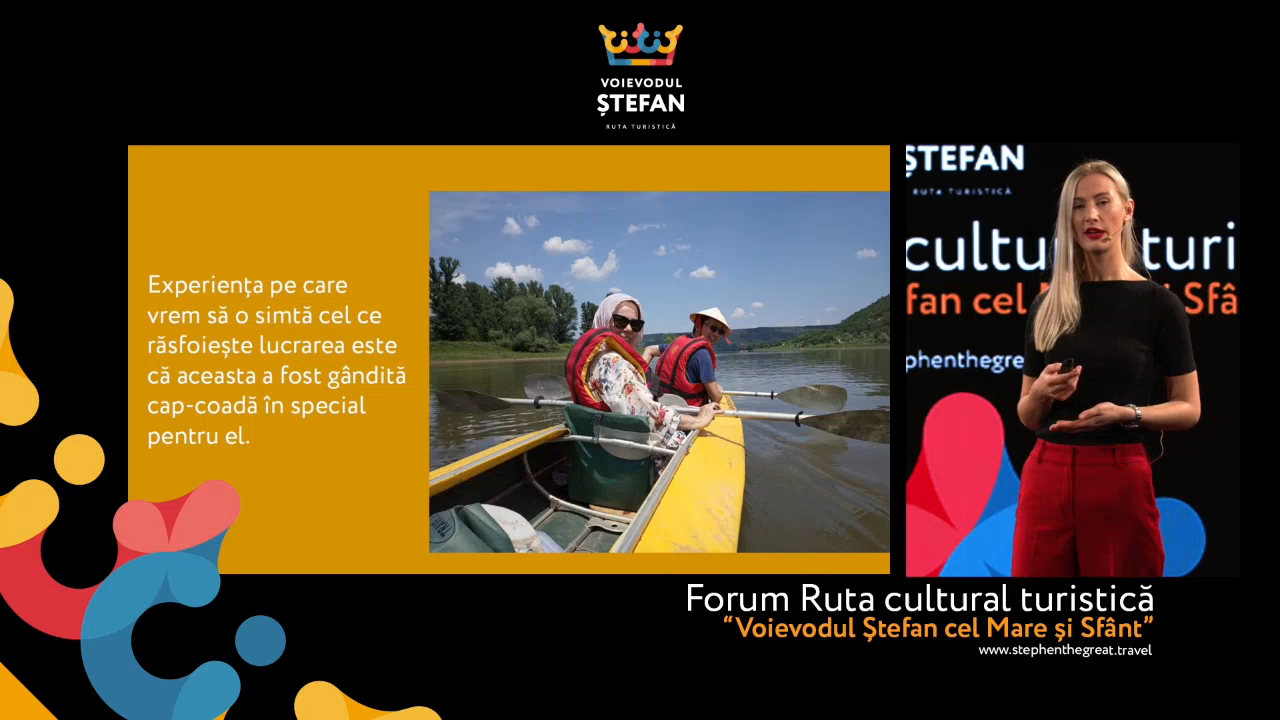 VOIEVODUL
ȘTEFAN
RUTA TURISTICĂ
Experiența pe care
vrem să o simtă cel ce
răsfoiește lucrarea este
că aceasta a fost gândită
cap-coadă în special
pentru el.
ȘTEFAN
RUTA TURISTICĂ
cultu turi
fan cel M i Sfâ
phenthegre
Forum Ruta cultural turistică
“Voievodul Ștefan cel Mare și Sfânt”
www.stephenthegreat.travel